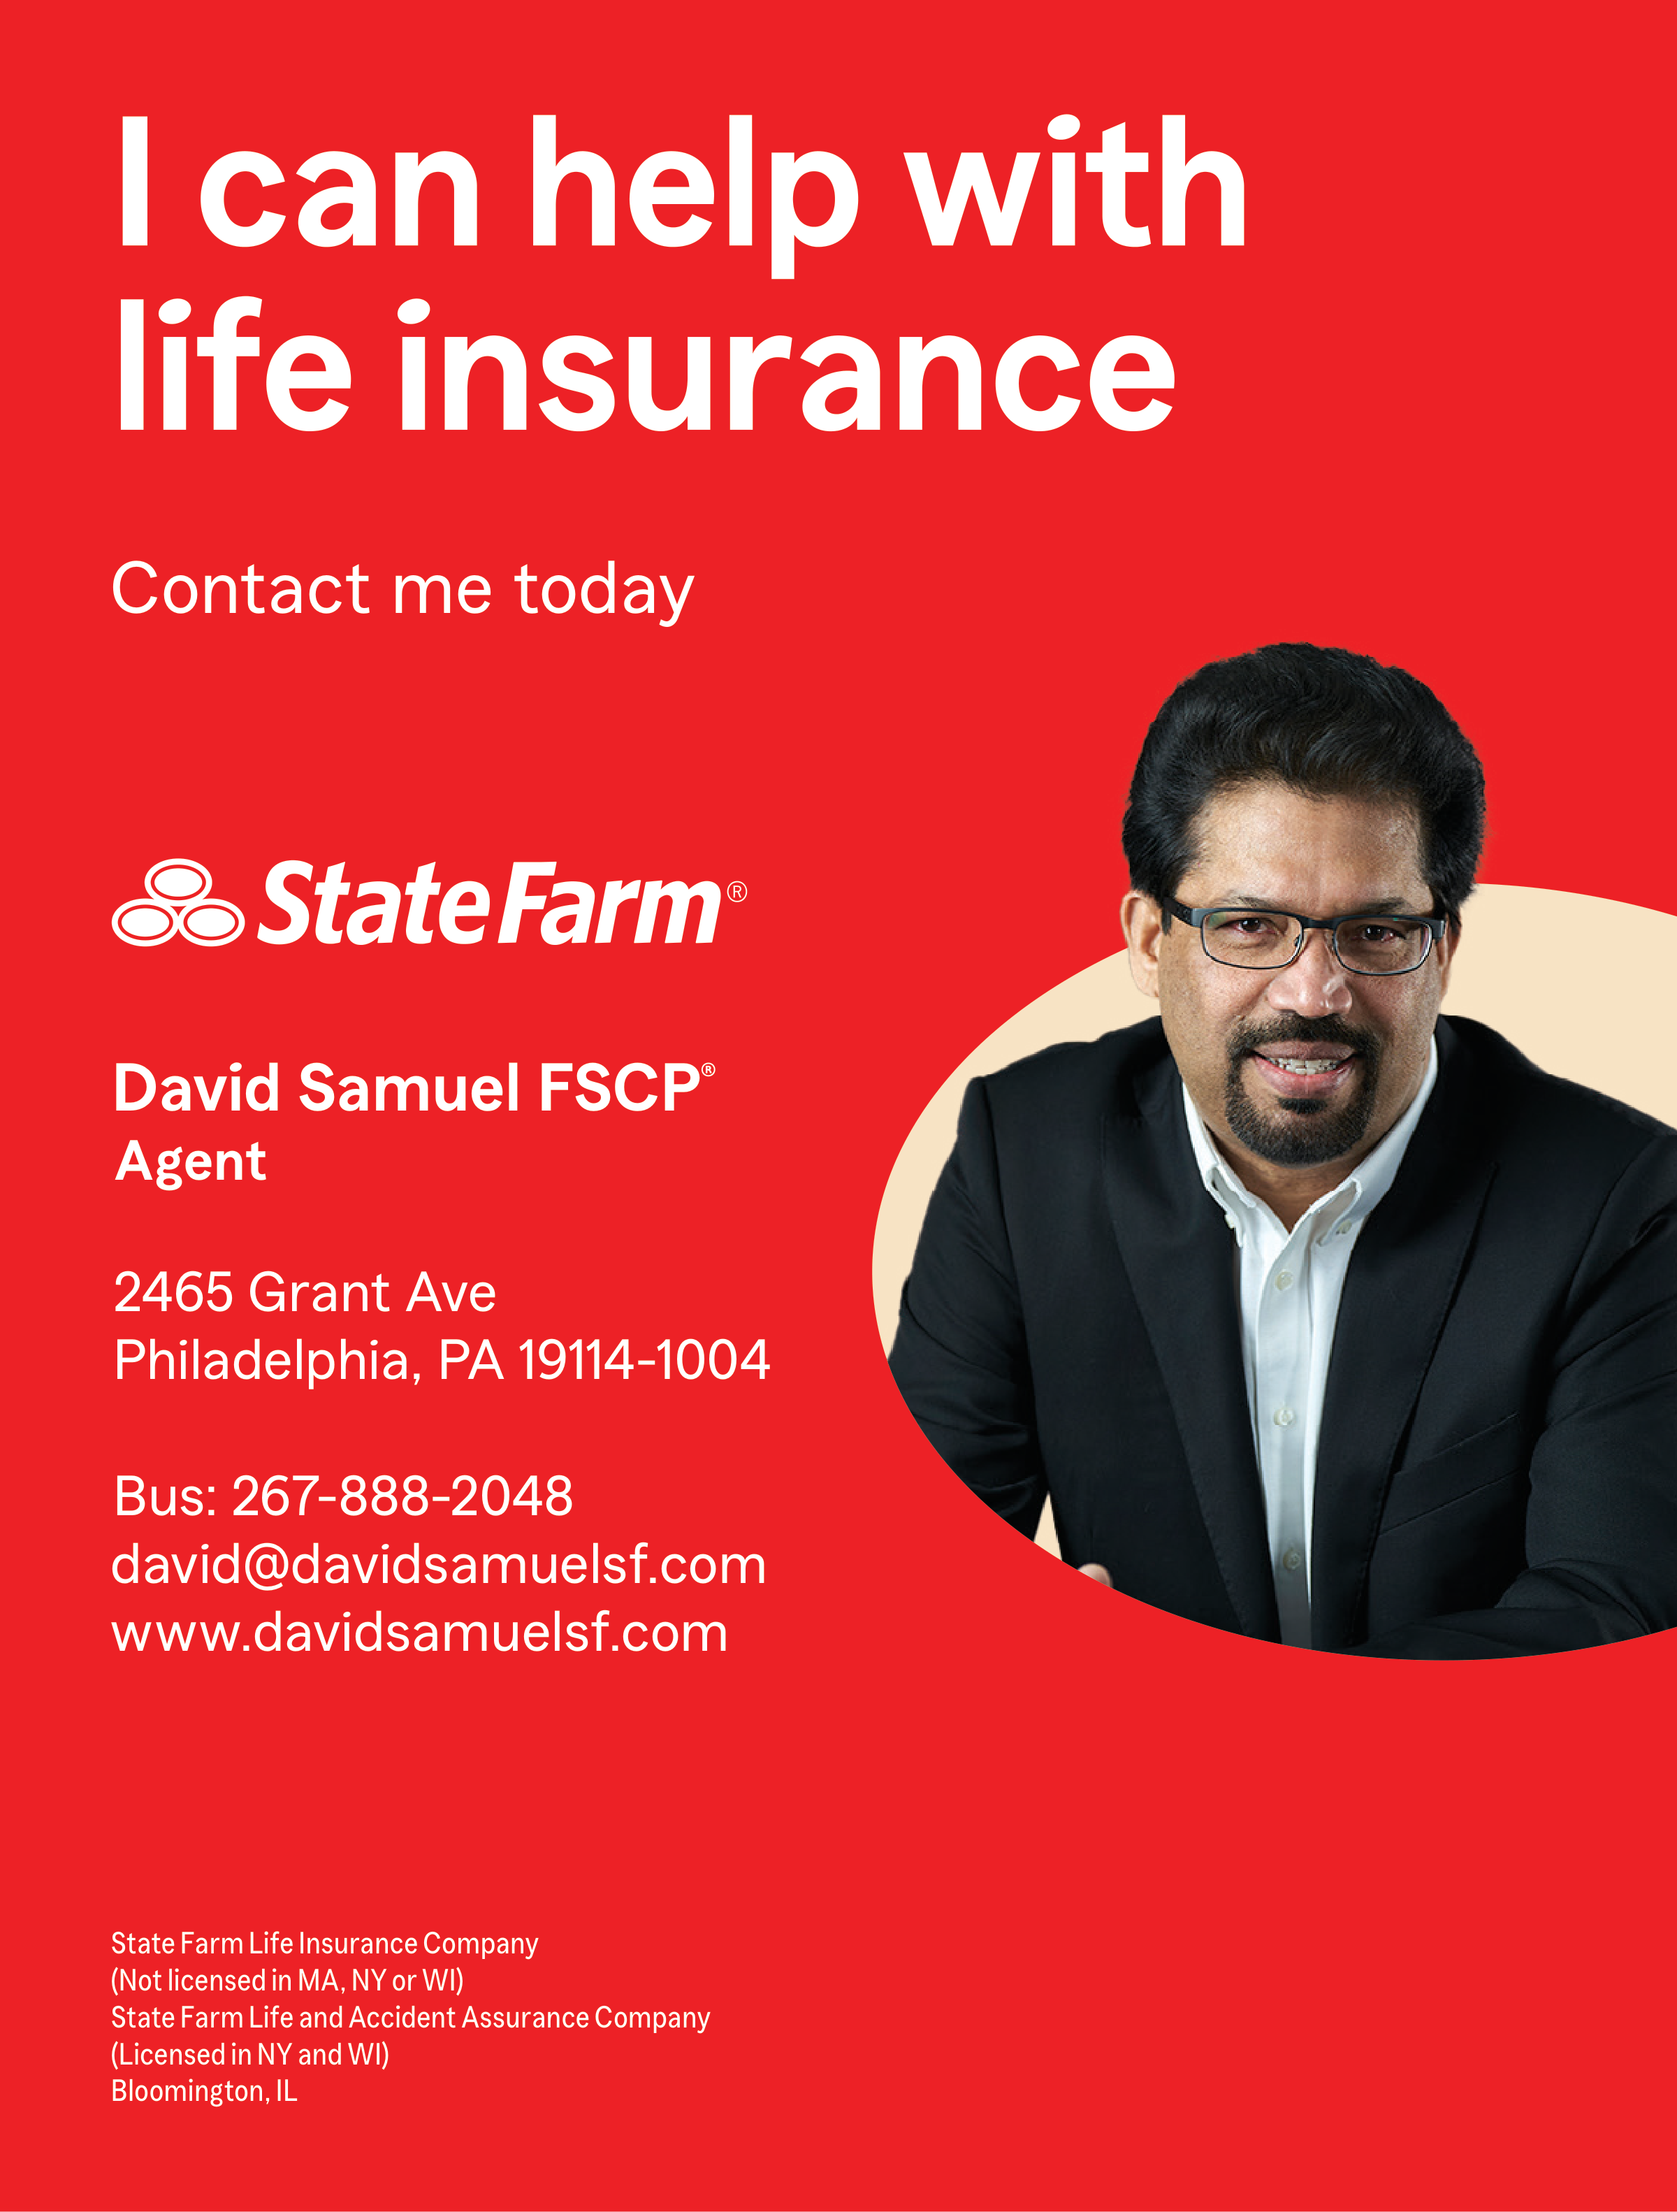 I can help with
life insurance
Contact me today
StateFarm®
David Samuel FSCP®
Agent
2465 Grant Ave
Philadelphia, PA 19114-1004
Bus: 267-888-2048
david@davidsamuelsf.com
www.davidsamuelsf.com
State Farm Life Insurance Company
(Not licensed in MA, NY or WI)
State Farm Life and Accident Assurance Company
(Licensed in NY and WI)
Bloomington, IL